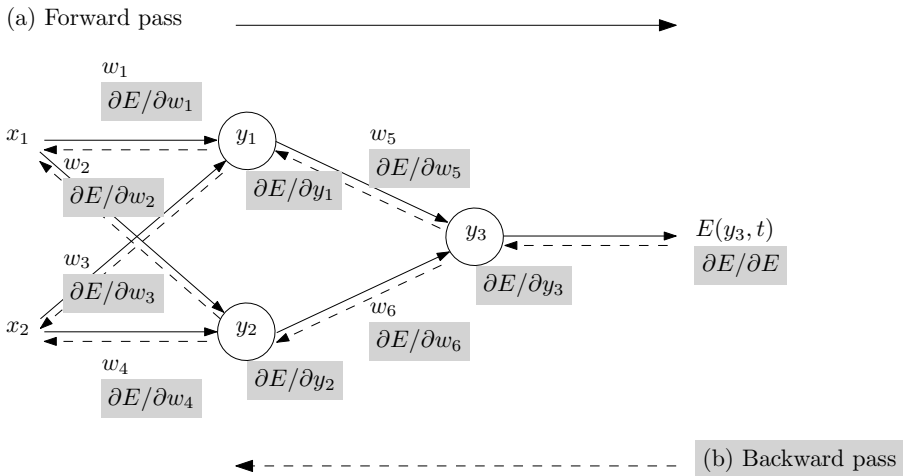 (a) Forward pass
w₁
∂E/∂w₁
x₁
y₁
w₂
∂E/∂w₂
∂E/∂y₁
w₅
∂E/∂w₅
y₃
E(y₃, t)
∂E/∂E
∂E/∂y₃
w₃
∂E/∂w₃
x₂
y₂
w₆
∂E/∂w₆
w₄
∂E/∂w₄
∂E/∂y₂
(b) Backward pass